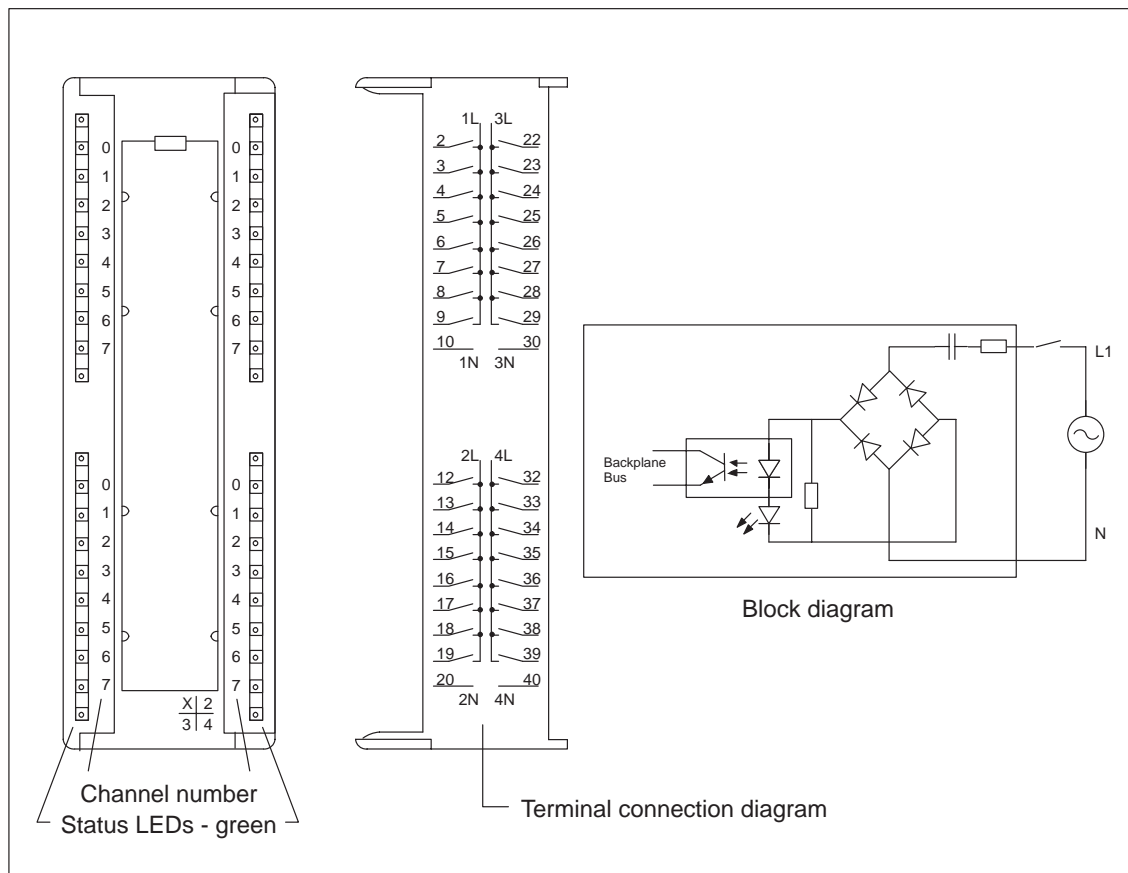 0 0
1 1
2 2
3 3
4 4
5 5
6 6
7 7
0 0
1 1
2 2
3 3
4 4
5 5
6 6
7 7
X 2
3 4
Channel number
Status LEDs - green
1L 3L
2 22
3 23
4 24
5 25
6 26
7 27
8 28
9 29
10 30
1N 3N
2L 4L
12 32
13 33
14 34
15 35
16 36
17 37
18 38
19 39
20 40
2N 4N
Terminal connection diagram
L1
Backplane
Bus
N
Block diagram